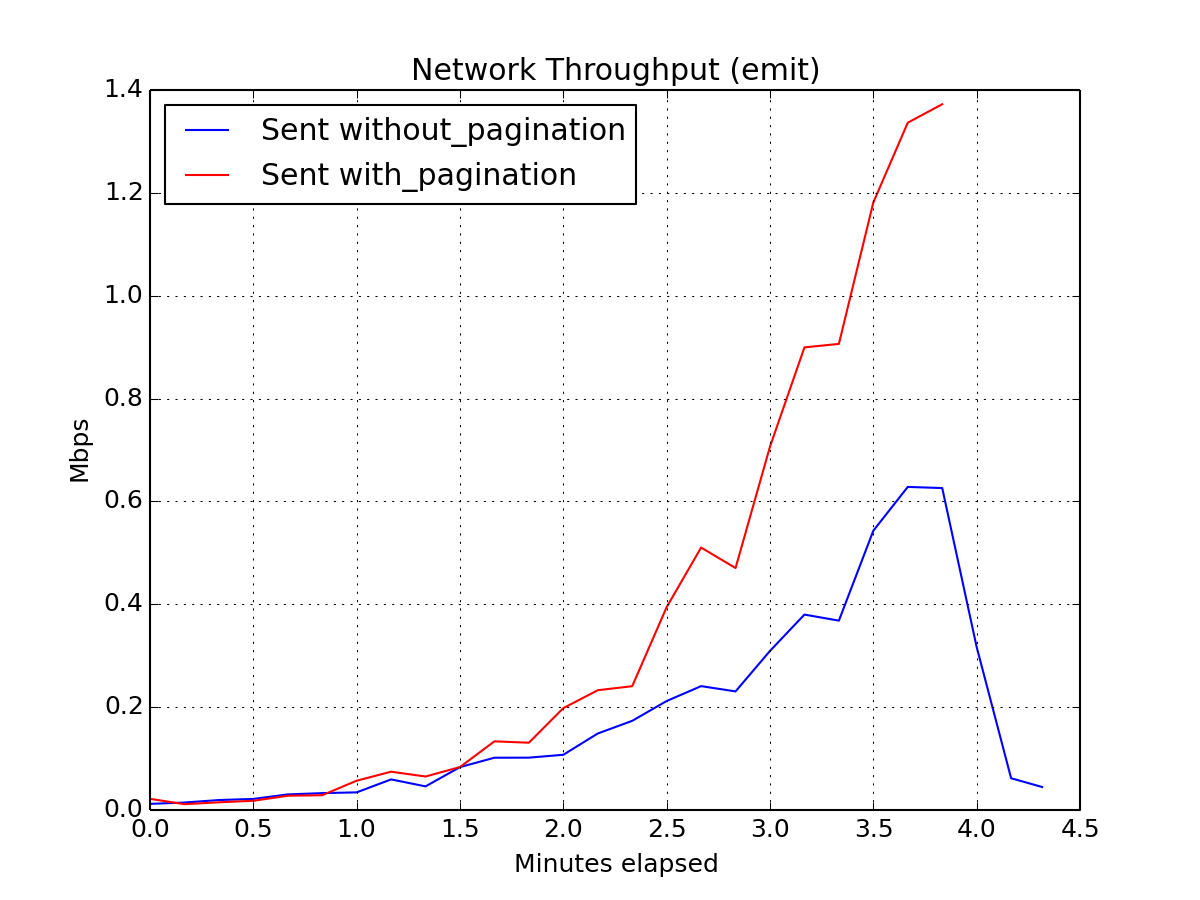 Network Throughput (emit)
Sent without_pagination
Sent with_pagination
Mbps
1.4
1.2
1.0
0.8
0.6
0.4
0.2
0.0
0.0 0.5 1.0 1.5 2.0 2.5 3.0 3.5 4.0 4.5
Minutes elapsed